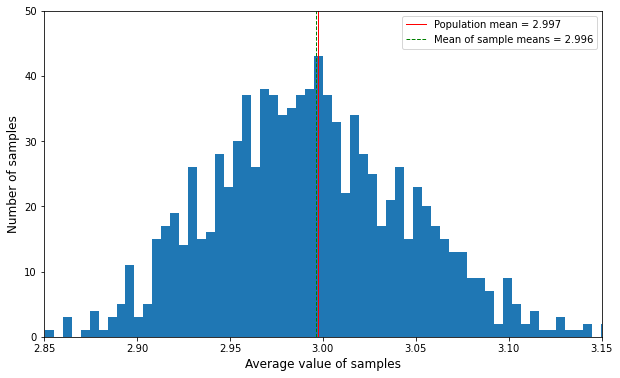 50
40
30
20
10
0
Number of samples
Population mean = 2.997
Mean of sample means = 2.996
2.85 2.90 2.95 3.00 3.05 3.10 3.15
Average value of samples